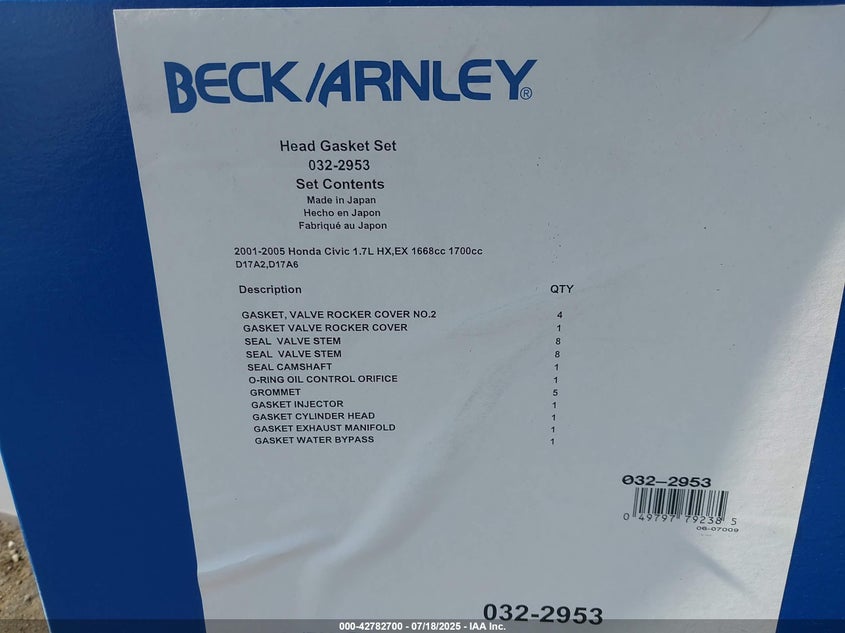 BECK/ARNLEY®
Head Gasket Set
032-2953
Set Contents
Made in Japan
Hecho en Japon
Fabriqué au Japon
2001-2005 Honda Civic 1.7L HX,EX 1668cc 1700cc
D17A2,D17A6
Description QTY
GASKET, VALVE ROCKER COVER NO.2 4
GASKET VALVE ROCKER COVER 1
SEAL VALVE STEM 8
SEAL VALVE STEM 8
SEAL CAMSHAFT 1
O-RING OIL CONTROL ORIFICE 1
GROMMET 5
GASKET INJECTOR 1
GASKET CYLINDER HEAD 1
GASKET EXHAUST MANIFOLD 1
GASKET WATER BYPASS 1
032-2953
0 49797 79238 5
06-07009
032-2953
000-42782700 - 07/18/2025 - IAA Inc.